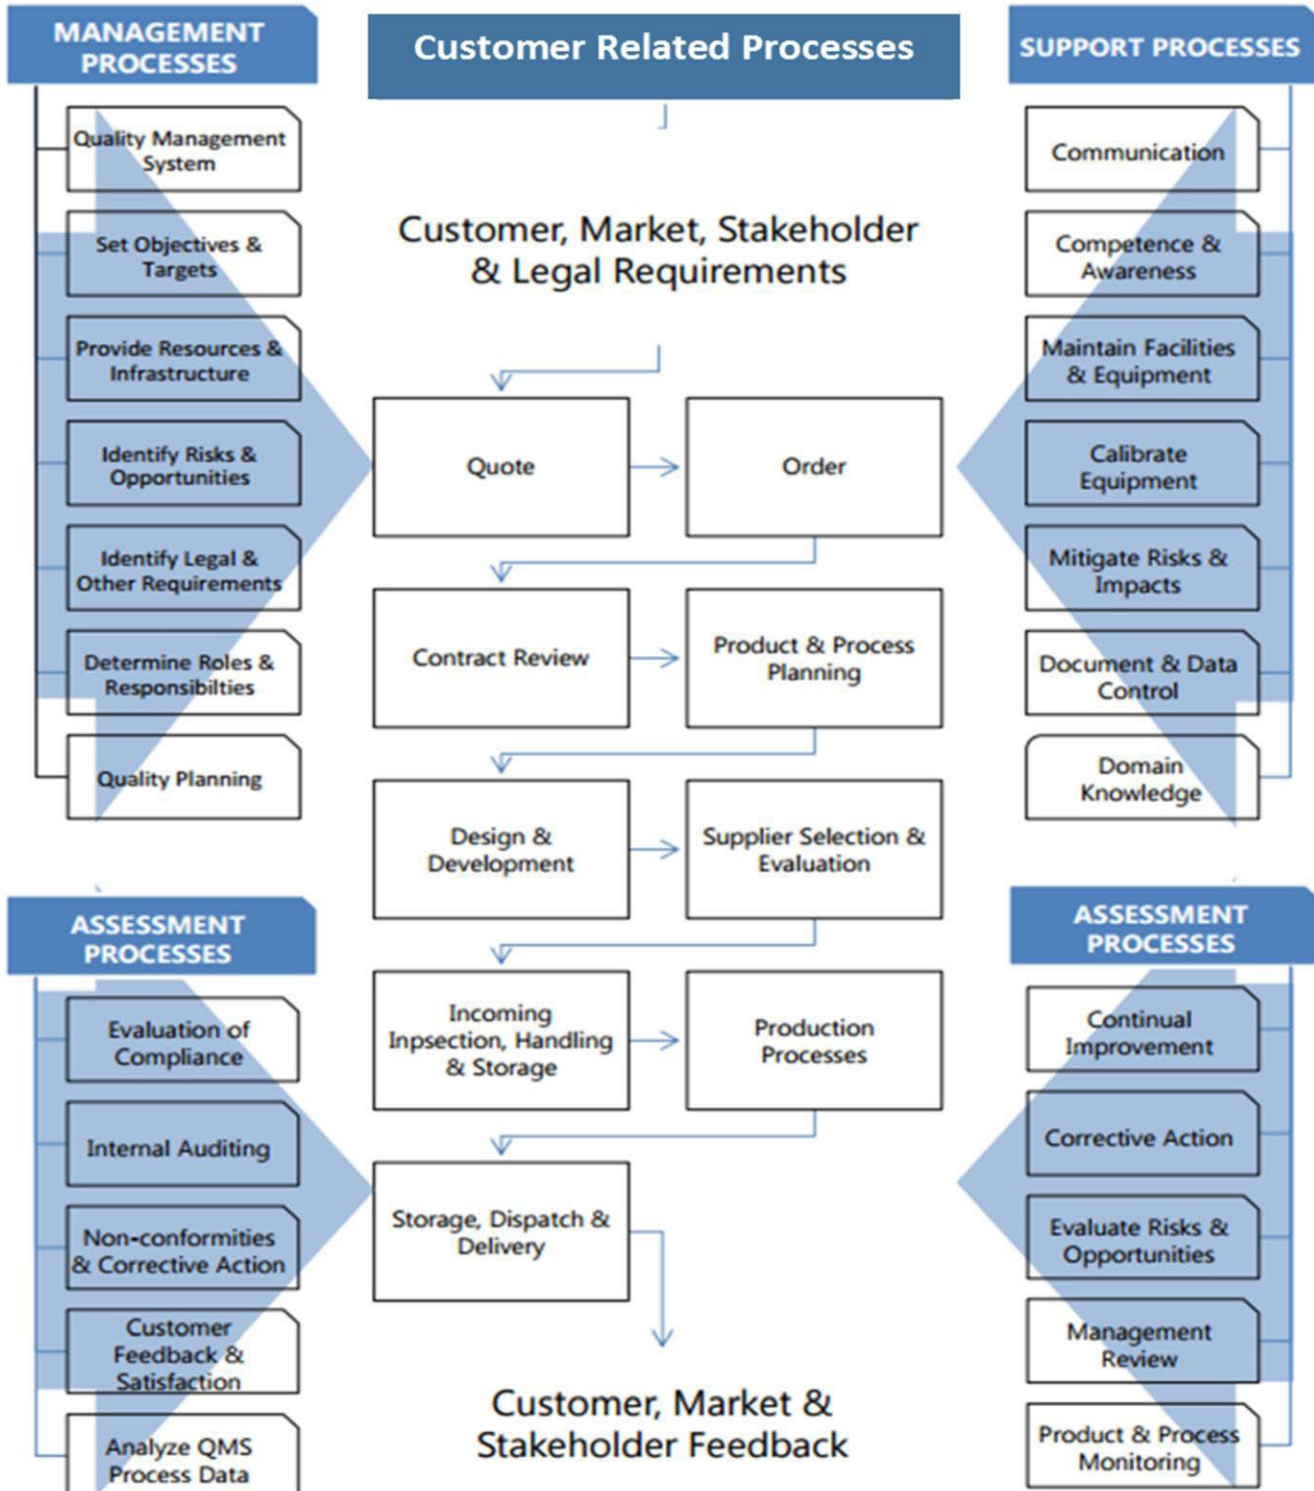 MANAGEMENT
PROCESSES
Quality Management
System
Set Objectives &
Targets
Provide Resources &
Infrastructure
Identify Risks &
Opportunities
Identify Legal &
Other Requirements
Determine Roles &
Responsibilties
Quality Planning
Customer Related Processes
Customer, Market, Stakeholder
& Legal Requirements
Quote
Order
Contract Review
Product & Process
Planning
Design &
Development
Supplier Selection &
Evaluation
Incoming
Inpsection, Handling
& Storage
Production
Processes
Storage, Dispatch &
Delivery
Customer, Market &
Stakeholder Feedback
SUPPORT PROCESSES
Communication
Competence &
Awareness
Maintain Facilities
& Equipment
Calibrate
Equipment
Mitigate Risks &
Impacts
Document & Data
Control
Domain
Knowledge
ASSESSMENT
PROCESSES
Evaluation of
Compliance
Internal Auditing
Non-conformities
& Corrective Action
Customer
Feedback &
Satisfaction
Analyze QMS
Process Data
ASSESSMENT
PROCESSES
Continual
Improvement
Corrective Action
Evaluate Risks &
Opportunities
Management
Review
Product & Process
Monitoring